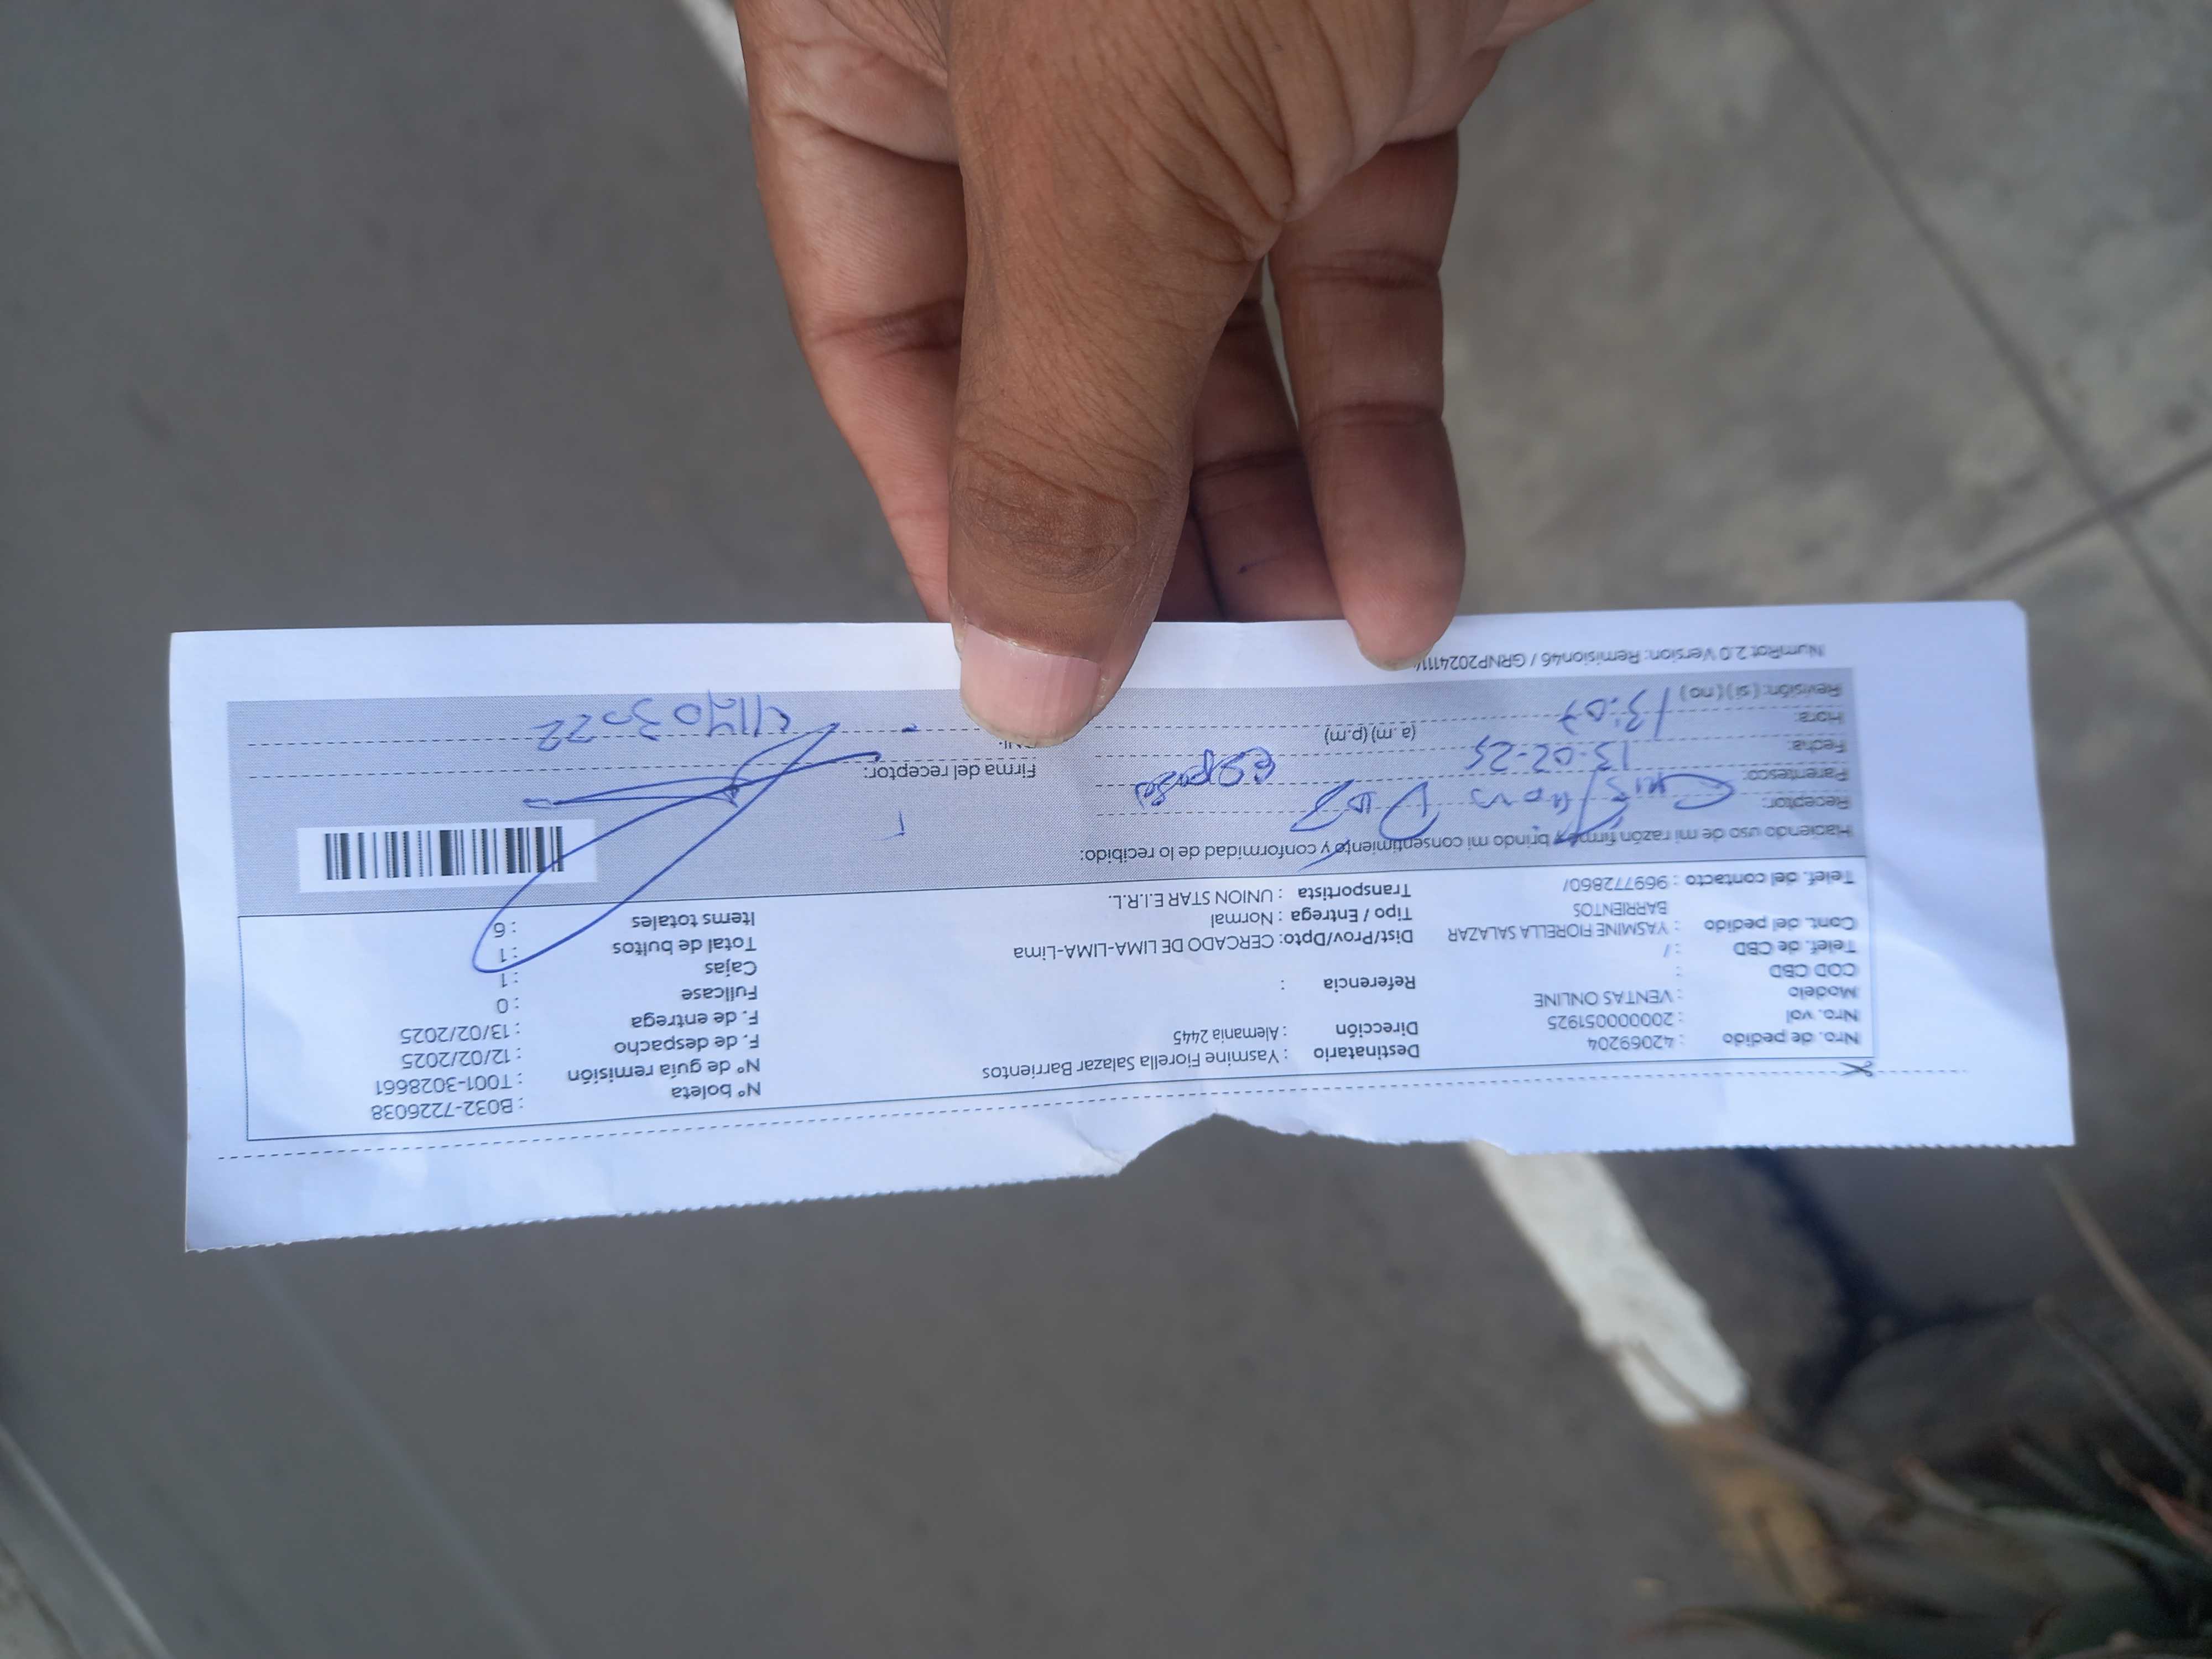 Nro. de pedido : 42069204
Nro. vol : 20000051925
Modelo : VENTAS ONLINE
COD CBD :
Telef. de CBD : /
Cont. del pedido : YASMINE FIORELLA SALAZAR
BARRIENTOS
Telef. del contacto : 969772860/
Destinatario : Yasmine Fiorella Salazar Barrientos
Dirección : Alemania 2445
Referencia :
Dist/Prov/Dpto: CERCADO DE LIMA-LIMA-Lima
Tipo / Entrega : Normal
Transportista : UNION STAR E.I.R.L.
N° boleta : B032-7226038
N° de guía remisión : T001-3028661
F. de despacho : 12/02/2025
F. de entrega : 13/02/2025
Fullcase : 0
Cajas : 1
Total de bultos : 1
Items totales : 6
Haciendo uso de mi razón firmo y brindo mi consentimiento y conformidad de lo recibido:
Receptor:
Parentesco: esposo
Fecha: 13-02-25
Hora: 13:07 (a.m) (p.m)
Revisión: ( si ) ( no )
Firma del receptor:
DNI:
NumRot 2.0 Version: Remision46 / GRNP2024111